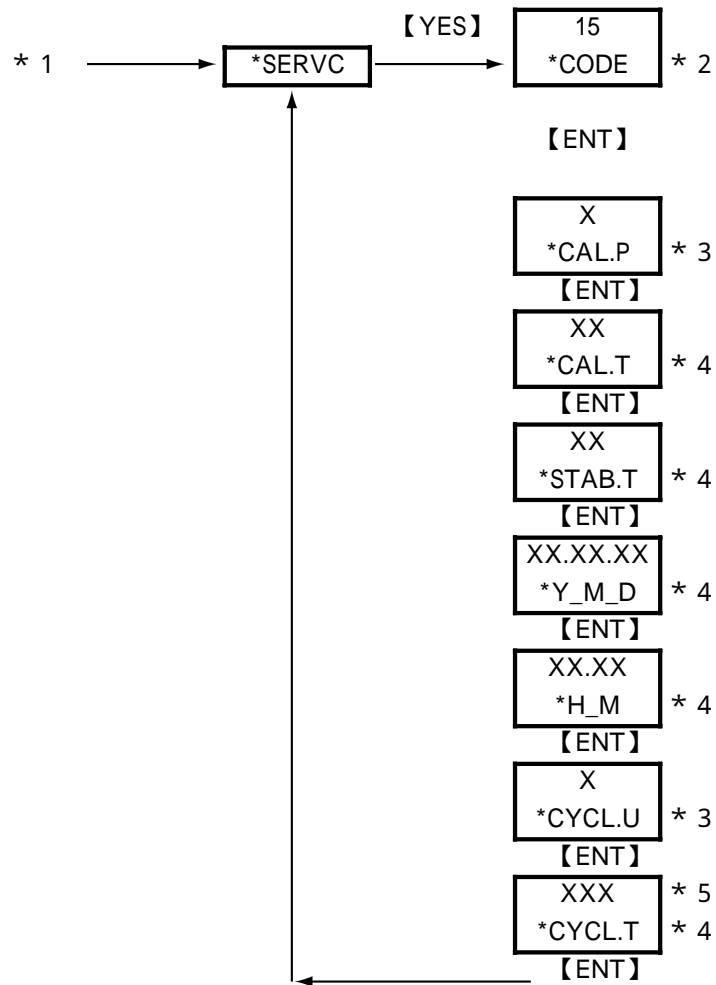 【YES】
15
* 1 *SERVC *CODE * 2
【ENT】
X
*CAL.P * 3
【ENT】
XX
*CAL.T * 4
【ENT】
XX
*STAB.T * 4
【ENT】
XX.XX.XX
*Y_M_D * 4
【ENT】
XX.XX
*H_M * 4
【ENT】
X
*CYCL.U * 3
【ENT】
XXX * 5
*CYCL.T * 4
【ENT】